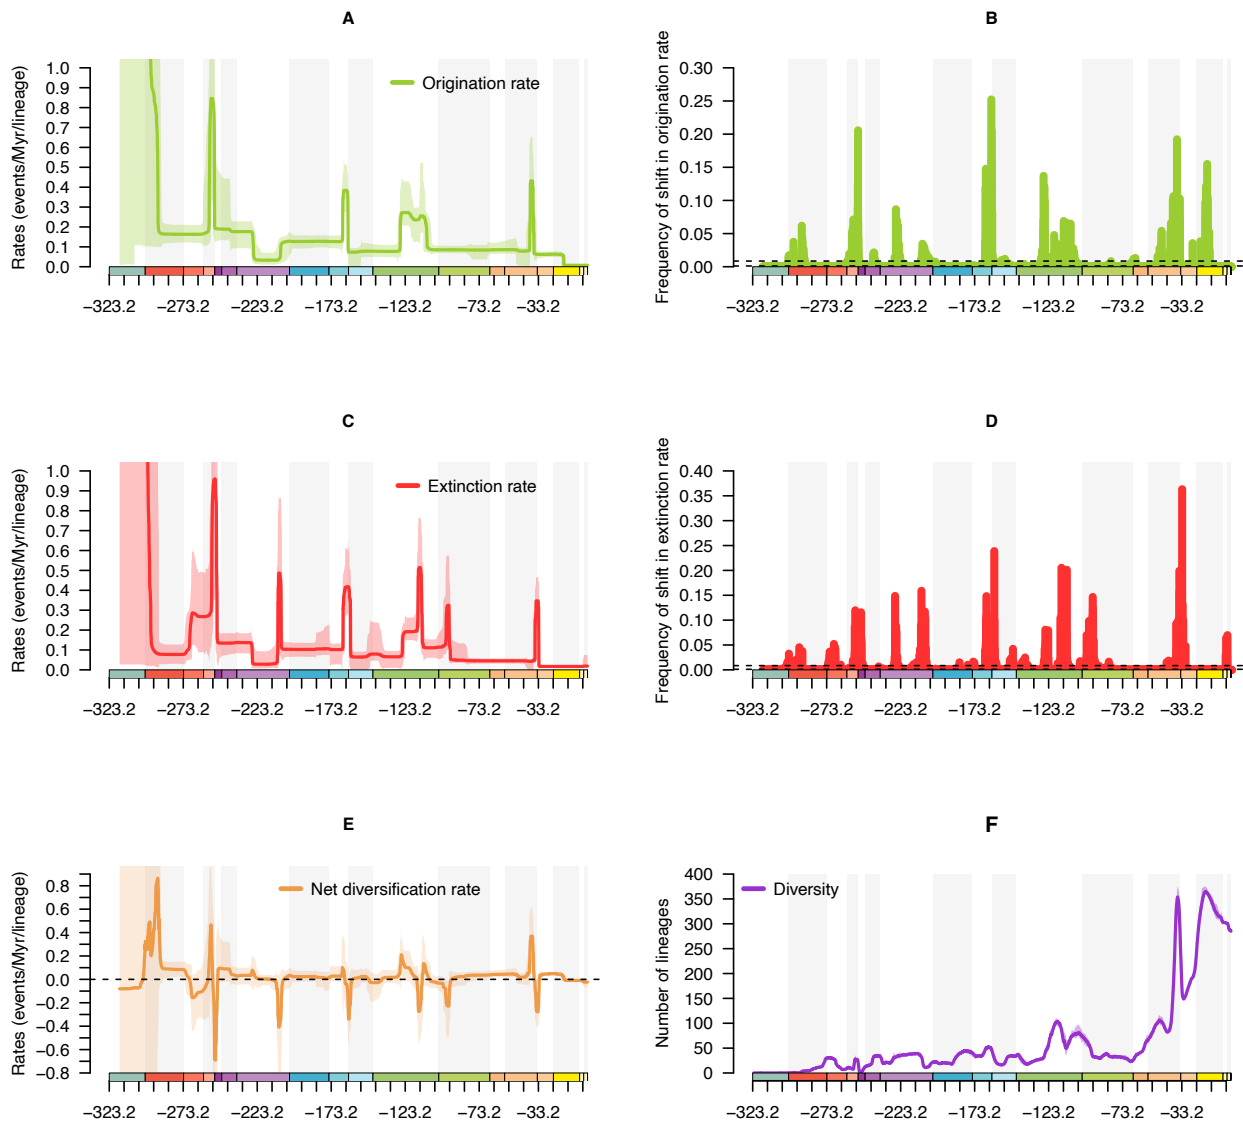 A
Rates (events/Myr/lineage)
1.0
0.9
0.8
0.7
0.6
0.5
0.4
0.3
0.2
0.1
0.0
Origination rate
−323.2 −273.2 −223.2 −173.2 −123.2 −73.2 −33.2
B
Frequency of shift in origination rate
0.30
0.25
0.20
0.15
0.10
0.05
0.00
−323.2 −273.2 −223.2 −173.2 −123.2 −73.2 −33.2
C
Rates (events/Myr/lineage)
1.0
0.9
0.8
0.7
0.6
0.5
0.4
0.3
0.2
0.1
0.0
Extinction rate
−323.2 −273.2 −223.2 −173.2 −123.2 −73.2 −33.2
D
Frequency of shift in extinction rate
0.40
0.35
0.30
0.25
0.20
0.15
0.10
0.05
0.00
−323.2 −273.2 −223.2 −173.2 −123.2 −73.2 −33.2
E
Rates (events/Myr/lineage)
0.8
0.6
0.4
0.2
0.0
−0.2
−0.4
−0.6
−0.8
Net diversification rate
−323.2 −273.2 −223.2 −173.2 −123.2 −73.2 −33.2
F
Number of lineages
400
350
300
250
200
150
100
50
0
Diversity
−323.2 −273.2 −223.2 −173.2 −123.2 −73.2 −33.2